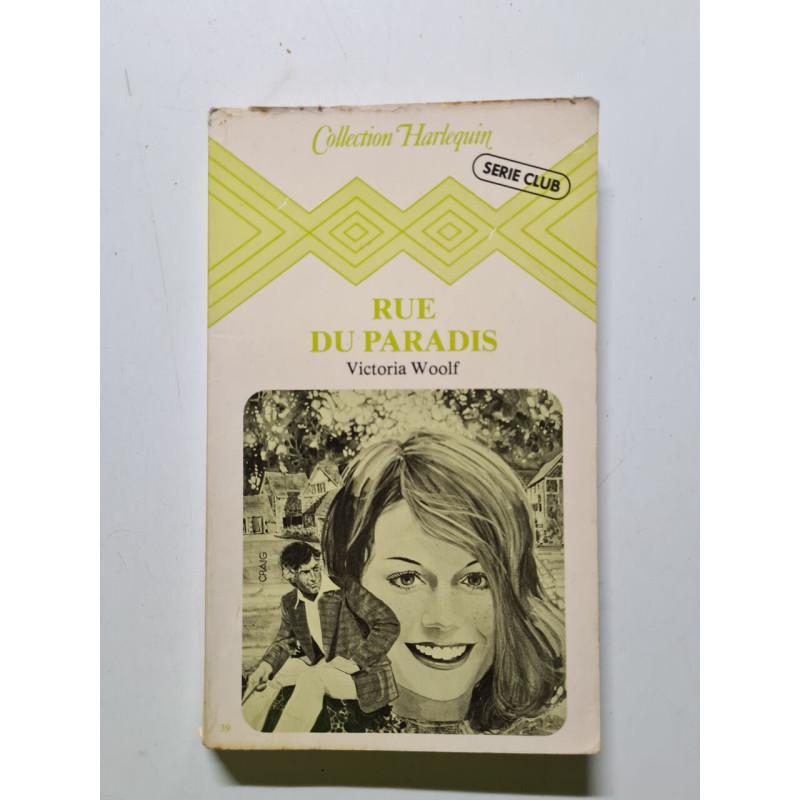 Collection Harlequin
SERIE CLUB
RUE
DU PARADIS
Victoria Woolf
CRAIG
39